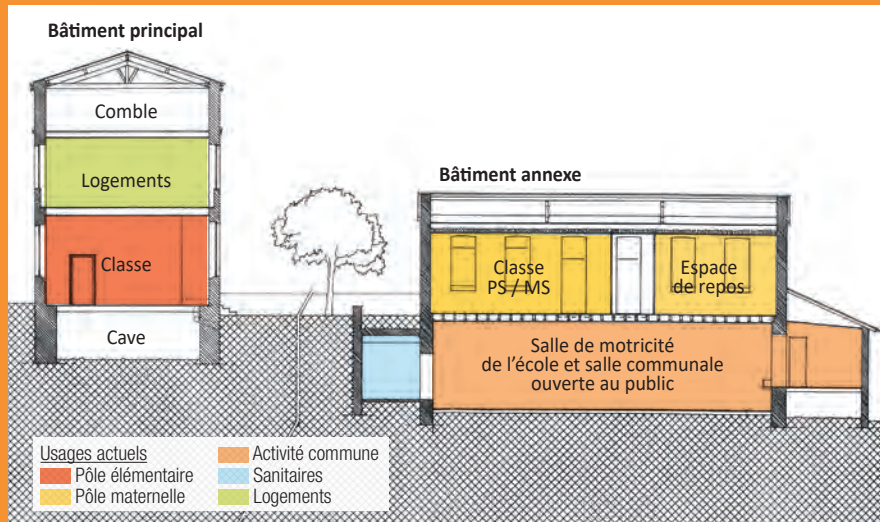 Bâtiment principal
Comble
Logements
Classe
Cave
Bâtiment annexe
Classe
PS / MS
Espace
de repos
Salle de motricité
de l’école et salle communale
ouverte au public
Usages actuels
Pôle élémentaire
Pôle maternelle
Activité commune
Sanitaires
Logements